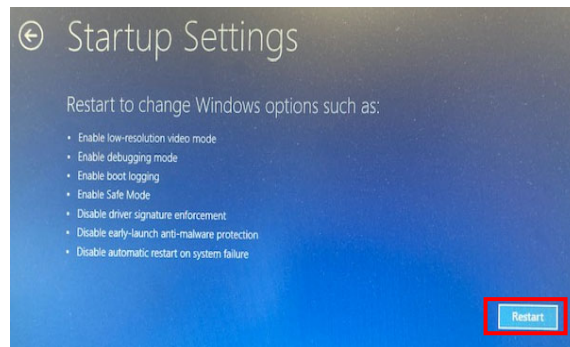 Startup Settings
Restart to change Windows options such as:
• Enable low-resolution video mode
• Enable debugging mode
• Enable boot logging
• Enable Safe Mode
• Disable driver signature enforcement
• Disable early-launch anti-malware protection
• Disable automatic restart on system failure
Restart